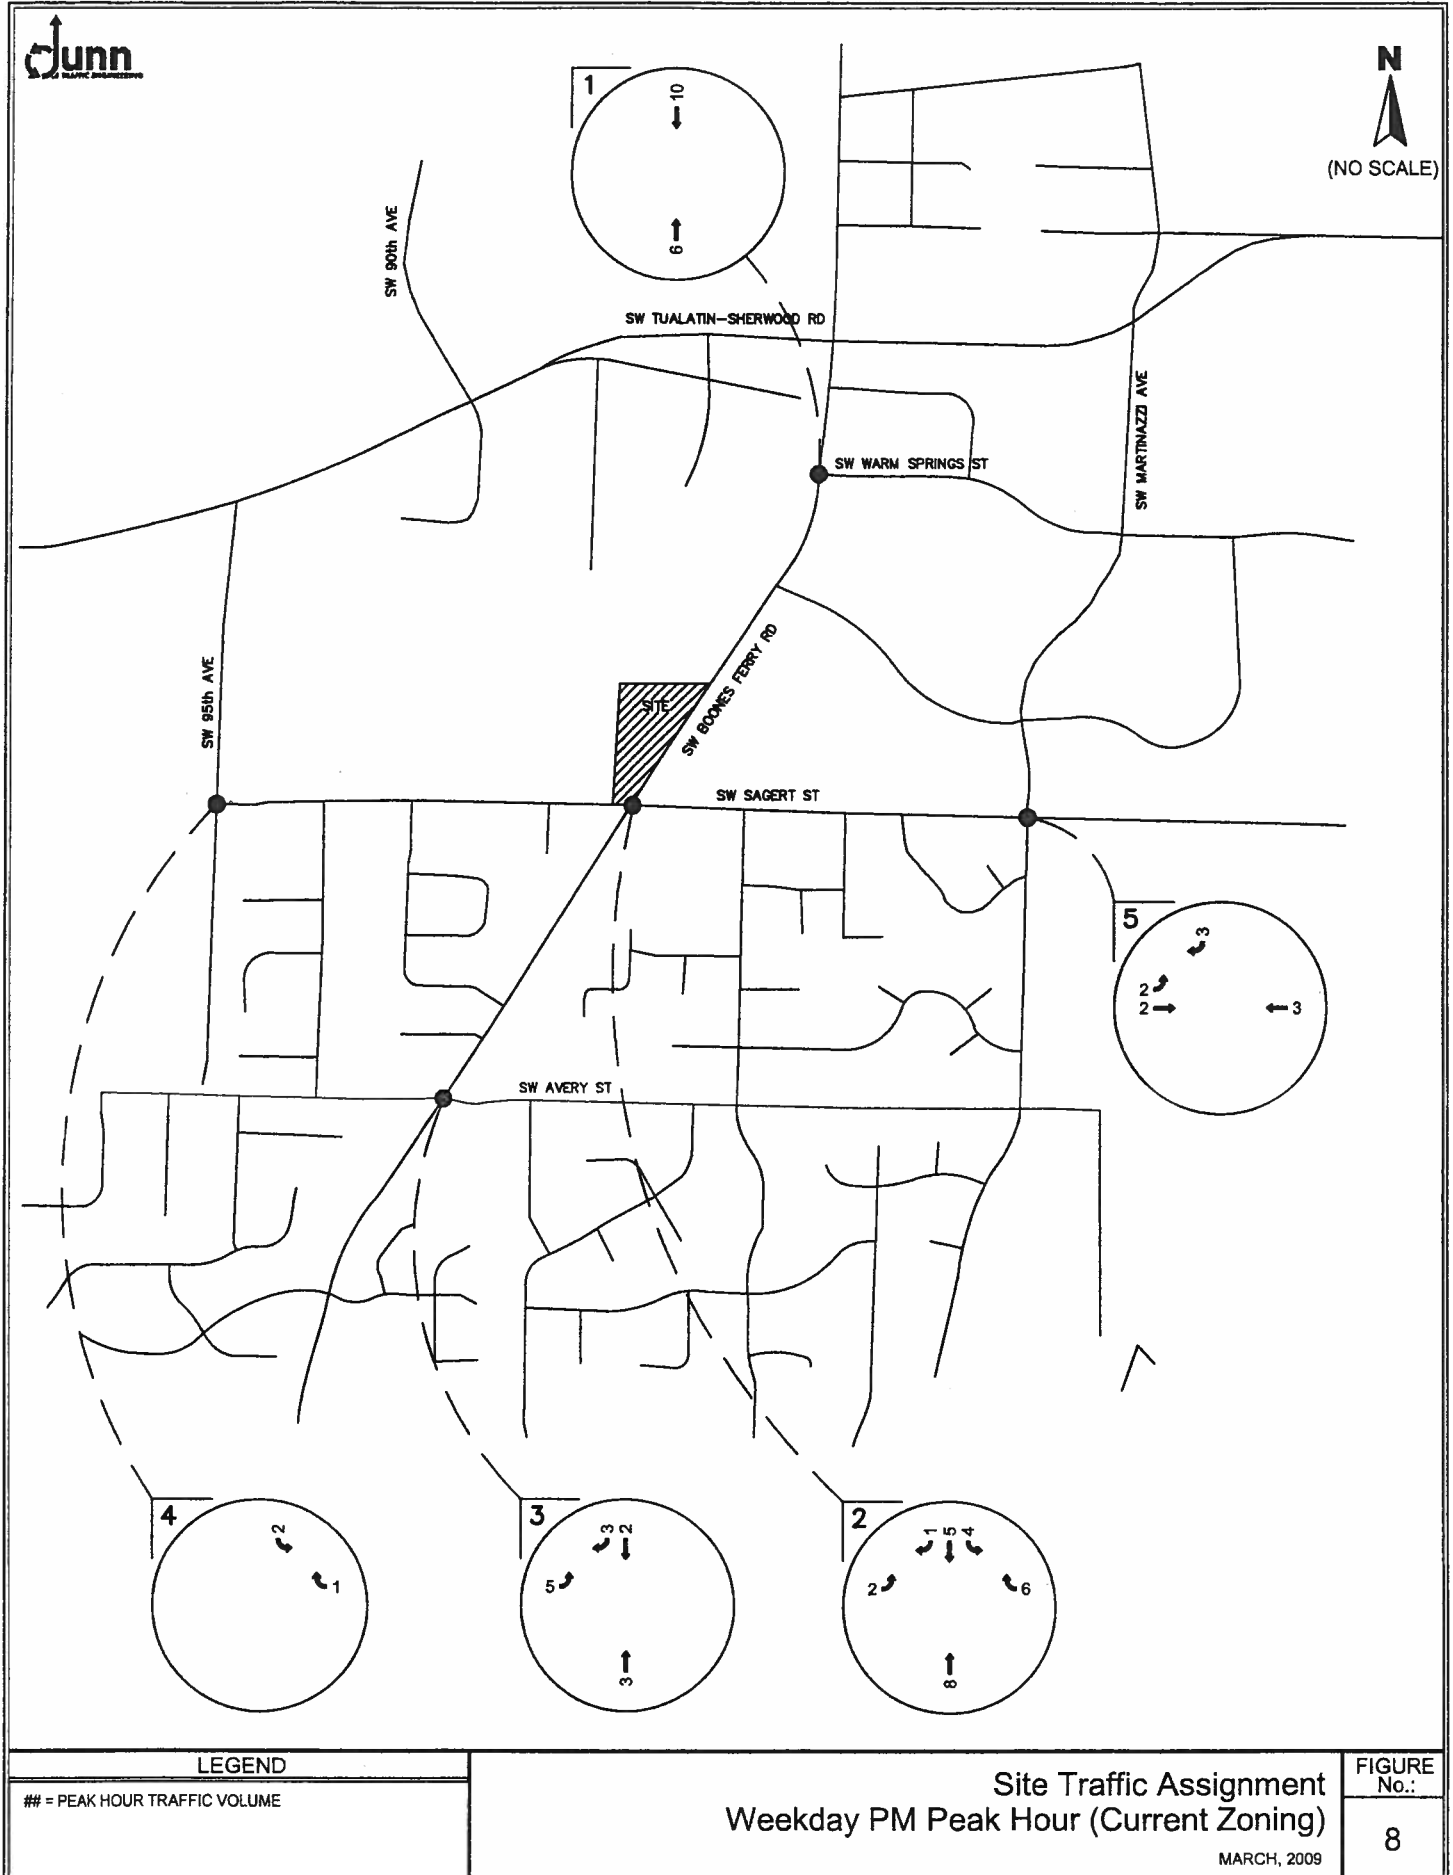 Dunn
TRAFFIC ENGINEERING
N
(NO SCALE)
1
10
6
SW 90th AVE
SW TUALATIN-SHERWOOD RD
SW MARTINAZZI AVE
SW WARM SPRINGS ST
SW BOONES FERRY RD
SITE
SW 95th AVE
SW SAGERT ST
5
3
2
2
3
SW AVERY ST
4
2
1
3
3
2
5
3
2
1
5
4
2
6
8
LEGEND
## = PEAK HOUR TRAFFIC VOLUME
Site Traffic Assignment
Weekday PM Peak Hour (Current Zoning)
MARCH, 2009
FIGURE
No.:
8